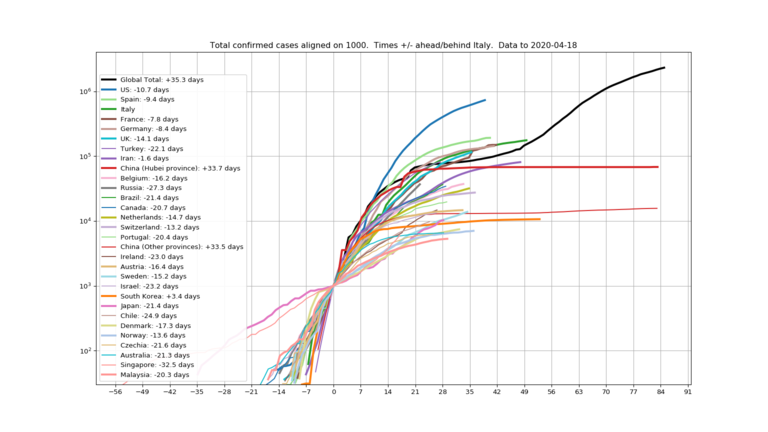 Total confirmed cases aligned on 1000. Times +/- ahead/behind Italy. Data to 2020-04-18
Global Total: +35.3 days
US: -10.7 days
Spain: -9.4 days
Italy
France: -7.8 days
Germany: -8.4 days
UK: -14.1 days
Turkey: -22.1 days
Iran: -1.6 days
China (Hubei province): +33.7 days
Belgium: -16.2 days
Russia: -27.3 days
Brazil: -21.4 days
Canada: -20.7 days
Netherlands: -14.7 days
Switzerland: -13.2 days
Portugal: -20.4 days
China (Other provinces): +33.5 days
Ireland: -23.0 days
Austria: -16.4 days
Sweden: -15.2 days
Israel: -23.2 days
South Korea: +3.4 days
Japan: -21.4 days
Chile: -24.9 days
Denmark: -17.3 days
Norway: -13.6 days
Czechia: -21.6 days
Australia: -21.3 days
Singapore: -32.5 days
Malaysia: -20.3 days
10⁶
10⁵
10⁴
10³
10²
−56 −49 −42 −35 −28 −21 −14 −7 0 7 14 21 28 35 42 49 56 63 70 77 84 91